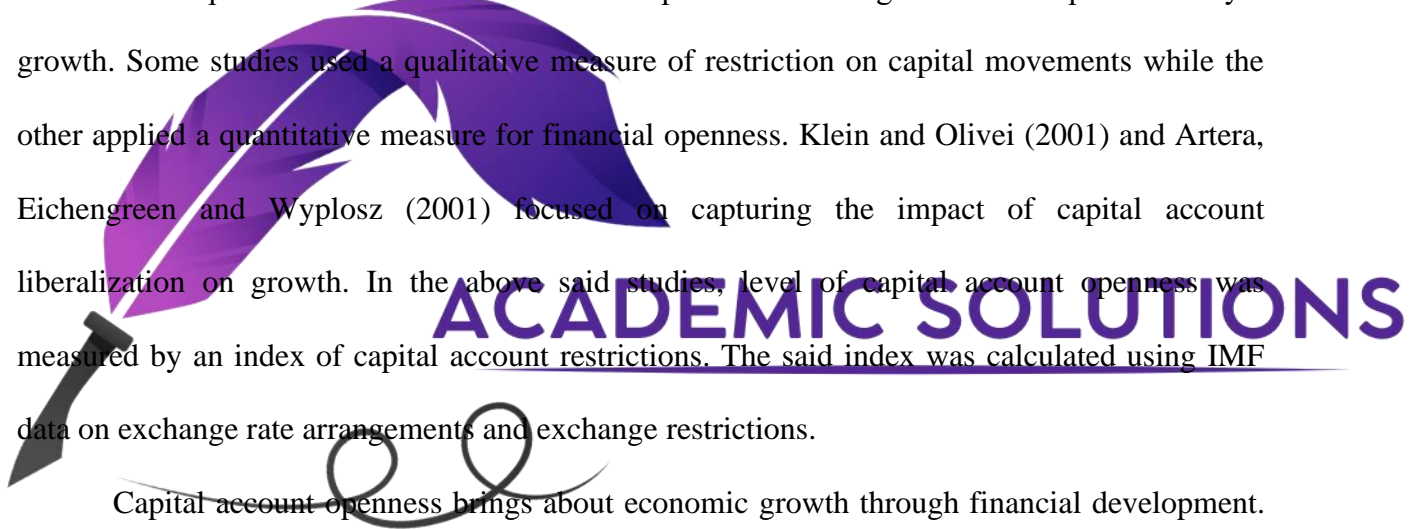 growth. Some studies used a qualitative measure of restriction on capital movements while the
other applied a quantitative measure for financial openness. Klein and Olivei (2001) and Artera,
Eichengreen and Wyplosz (2001) focused on capturing the impact of capital account
liberalization on growth. In the above said studies, level of capital account openness was
ACADEMIC SOLUTIONS
measured by an index of capital account restrictions. The said index was calculated using IMF
data on exchange rate arrangements and exchange restrictions.
Capital account openness brings about economic growth through financial development.